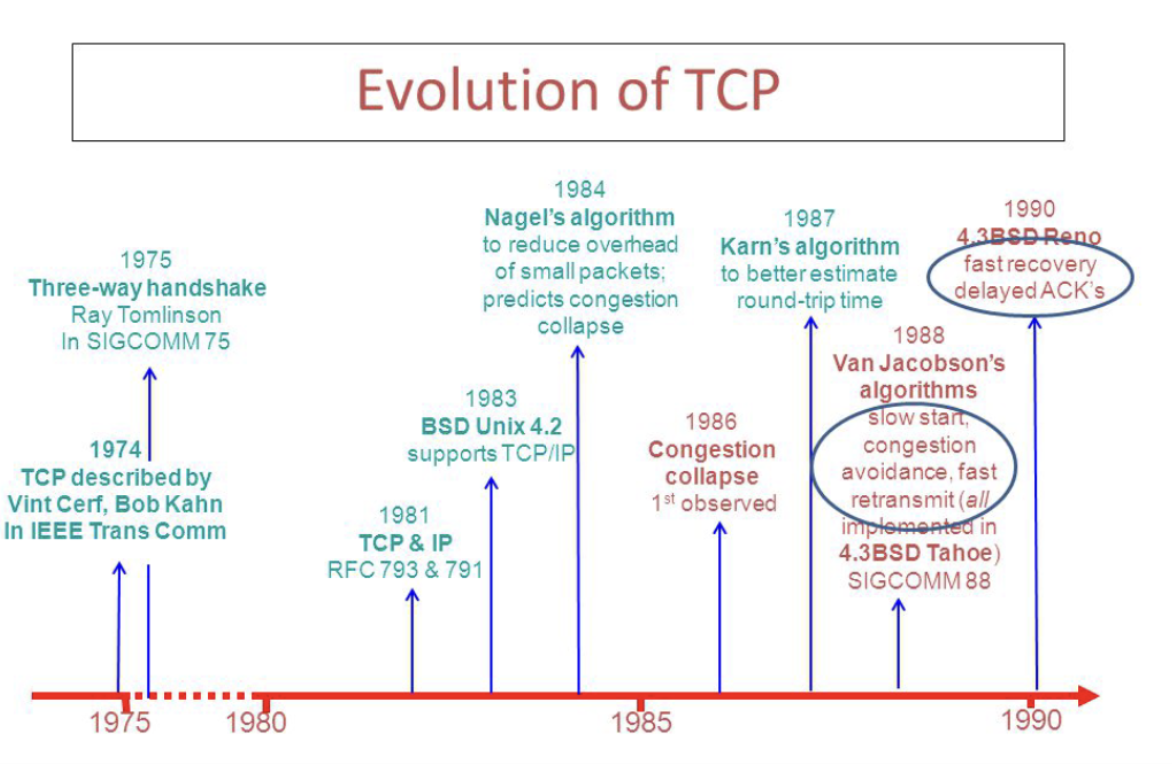 Evolution of TCP
1975
Three-way handshake
Ray Tomlinson
In SIGCOMM 75
1974
TCP described by
Vint Cerf, Bob Kahn
In IEEE Trans Comm
1981
TCP & IP
RFC 793 & 791
1983
BSD Unix 4.2
supports TCP/IP
1984
Nagel's algorithm
to reduce overhead
of small packets;
predicts congestion
collapse
1986
Congestion
collapse
1st observed
1987
Karn's algorithm
to better estimate
round-trip time
1988
Van Jacobson's
algorithms
slow start,
congestion
avoidance, fast
retransmit (all
implemented in
4.3BSD Tahoe)
SIGCOMM 88
1990
4.3BSD Reno
fast recovery
delayed ACK's
1975
1980
1985
1990